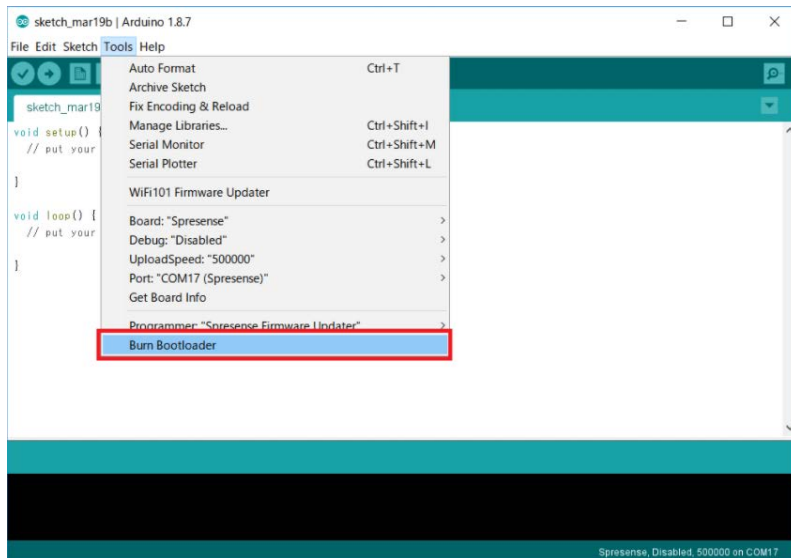 sketch_mar19b | Arduino 1.8.7
File Edit Sketch Tools Help
Auto Format Ctrl+T
Archive Sketch
sketch_mar19
Fix Encoding & Reload
void setup() {
Manage Libraries... Ctrl+Shift+I
// put your
Serial Monitor Ctrl+Shift+M
Serial Plotter Ctrl+Shift+L
}
WiFi101 Firmware Updater
void loop() {
Board: "Spresense"
// put your
Debug: "Disabled"
UploadSpeed: "500000"
}
Port: "COM17 (Spresense)"
Get Board Info
Programmer: "Spresense Firmware Updater"
Burn Bootloader
Spresense, Disabled, 500000 on COM17